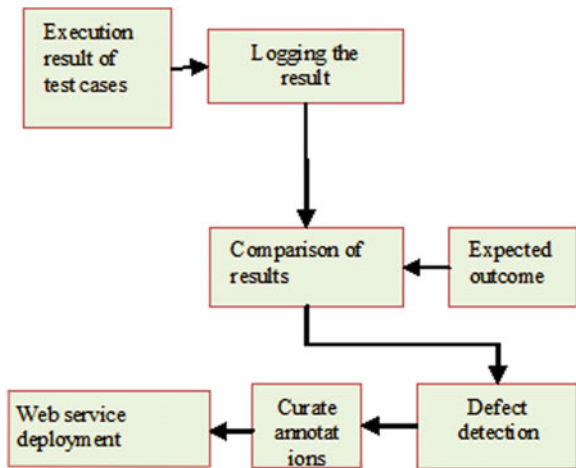 Execution
result of
test cases
Logging the
result
Comparison of
results
Expected
outcome
Web service
deployment
Curate
annotat
ions
Defect
detection